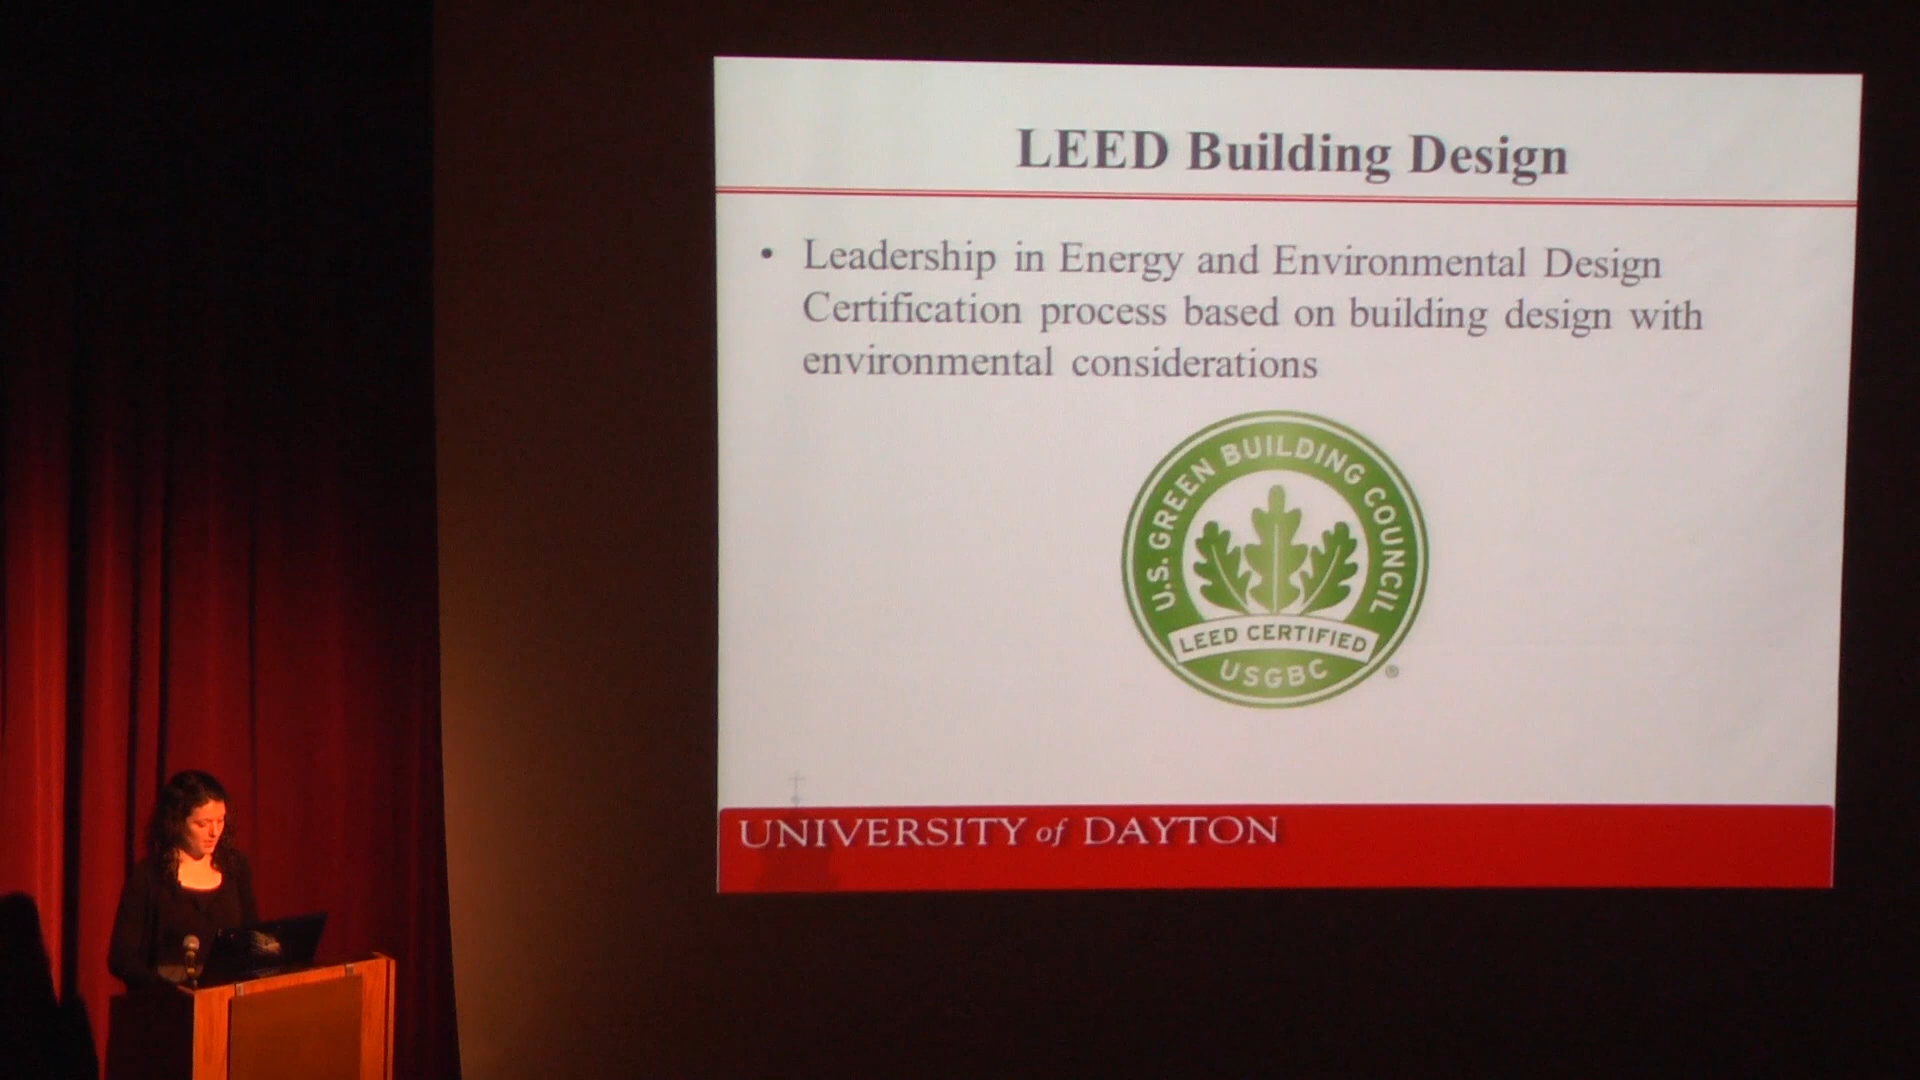 LEED Building Design
• Leadership in Energy and Environmental Design
Certification process based on building design with
environmental considerations
U.S. GREEN BUILDING COUNCIL
LEED CERTIFIED
USGBC
®
UNIVERSITY of DAYTON